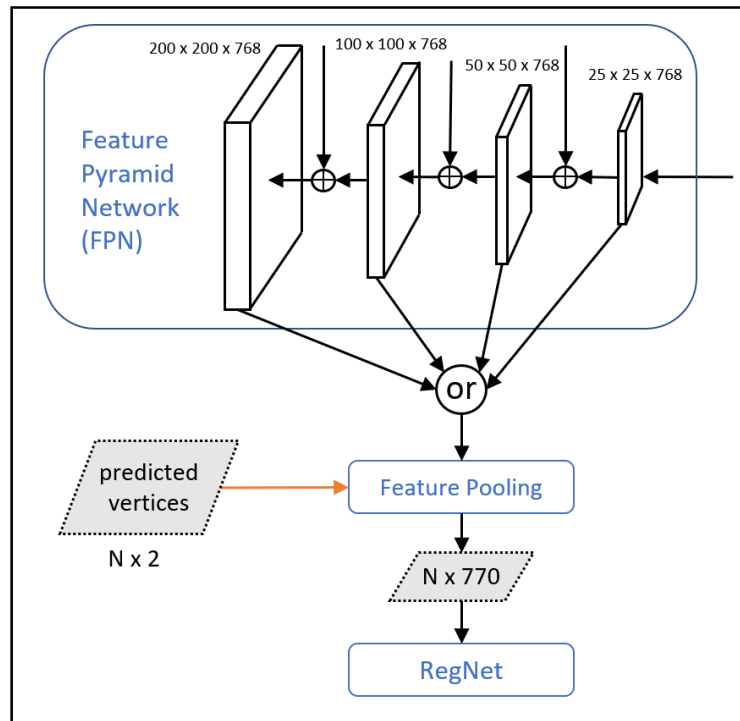 200 x 200 x 768
100 x 100 x 768
50 x 50 x 768
25 x 25 x 768
Feature
Pyramid
Network
(FPN)
or
predicted
vertices
Feature Pooling
N x 2
N x 770
RegNet